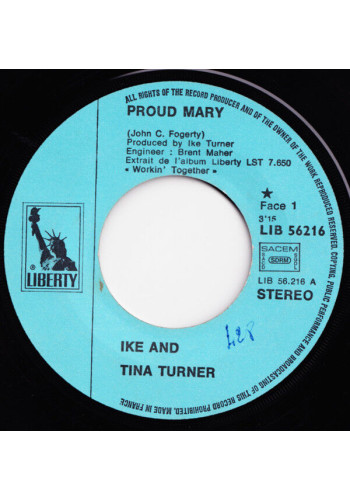 ALL RIGHTS OF THE RECORD PRODUCER AND OF THE OWNER OF THE WORK RESERVED. COPYING, PUBLIC PERFORMANCE AND BROADCASTING OF THIS RECORD PROHIBITED. MADE IN FRANCE
PROUD MARY
(John C. Fogerty)
Produced by Ike Turner
Engineer : Brent Maher
Extrait de l'album Liberty LST 7.650
« Workin' Together »
★
Face 1
3'15
LIB 56216
SACEM
SACD
SDRM
SGDL
® LIBERTY
LIB 56.216 A
STEREO
IKE AND
TINA TURNER